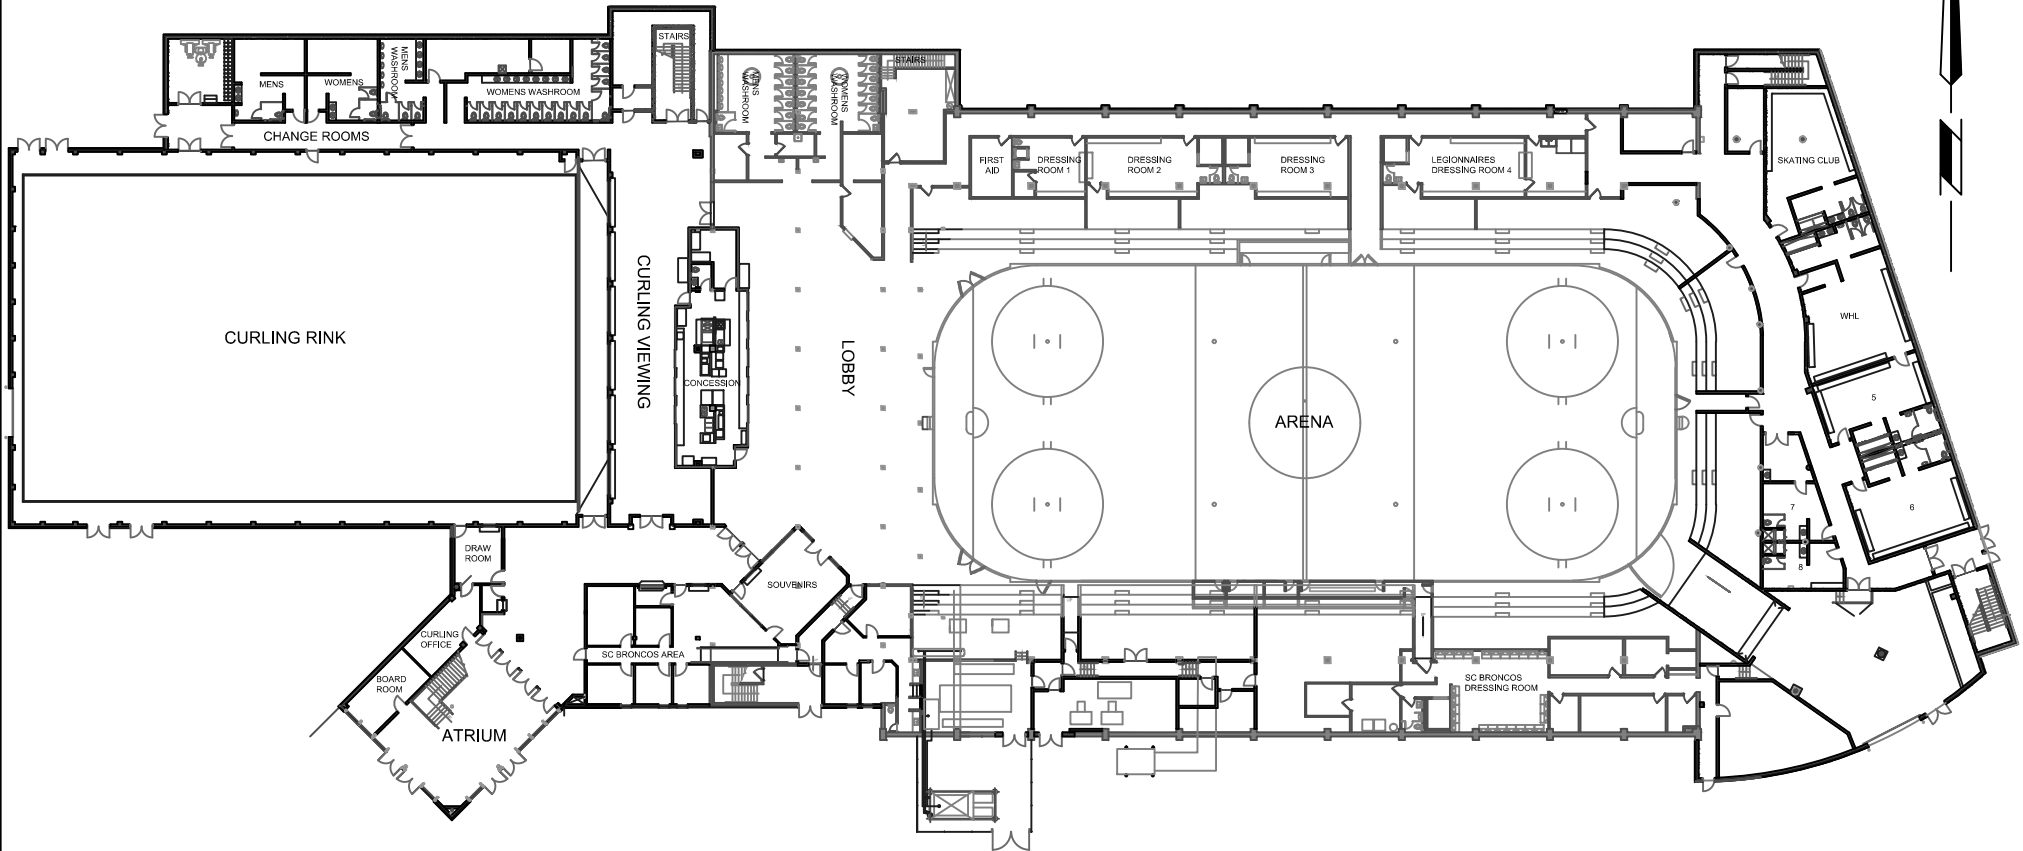 STAIRS
MENS
WASHROOM
MENS
WOMENS
WOMENS WASHROOM
CHANGE ROOMS
MENS
WASHROOM
WOMENS
WASHROOM
STAIRS
FIRST
AID
DRESSING
ROOM 1
DRESSING
ROOM 2
DRESSING
ROOM 3
LEGIONNAIRES
DRESSING ROOM 4
SKATING CLUB
CURLING RINK
CURLING VIEWING
CONCESSION
LOBBY
ARENA
WHL
5
6
7
8
DRAW
ROOM
SOUVENIRS
CURLING
OFFICE
SC BRONCOS AREA
BOARD
ROOM
ATRIUM
SC BRONCOS
DRESSING ROOM